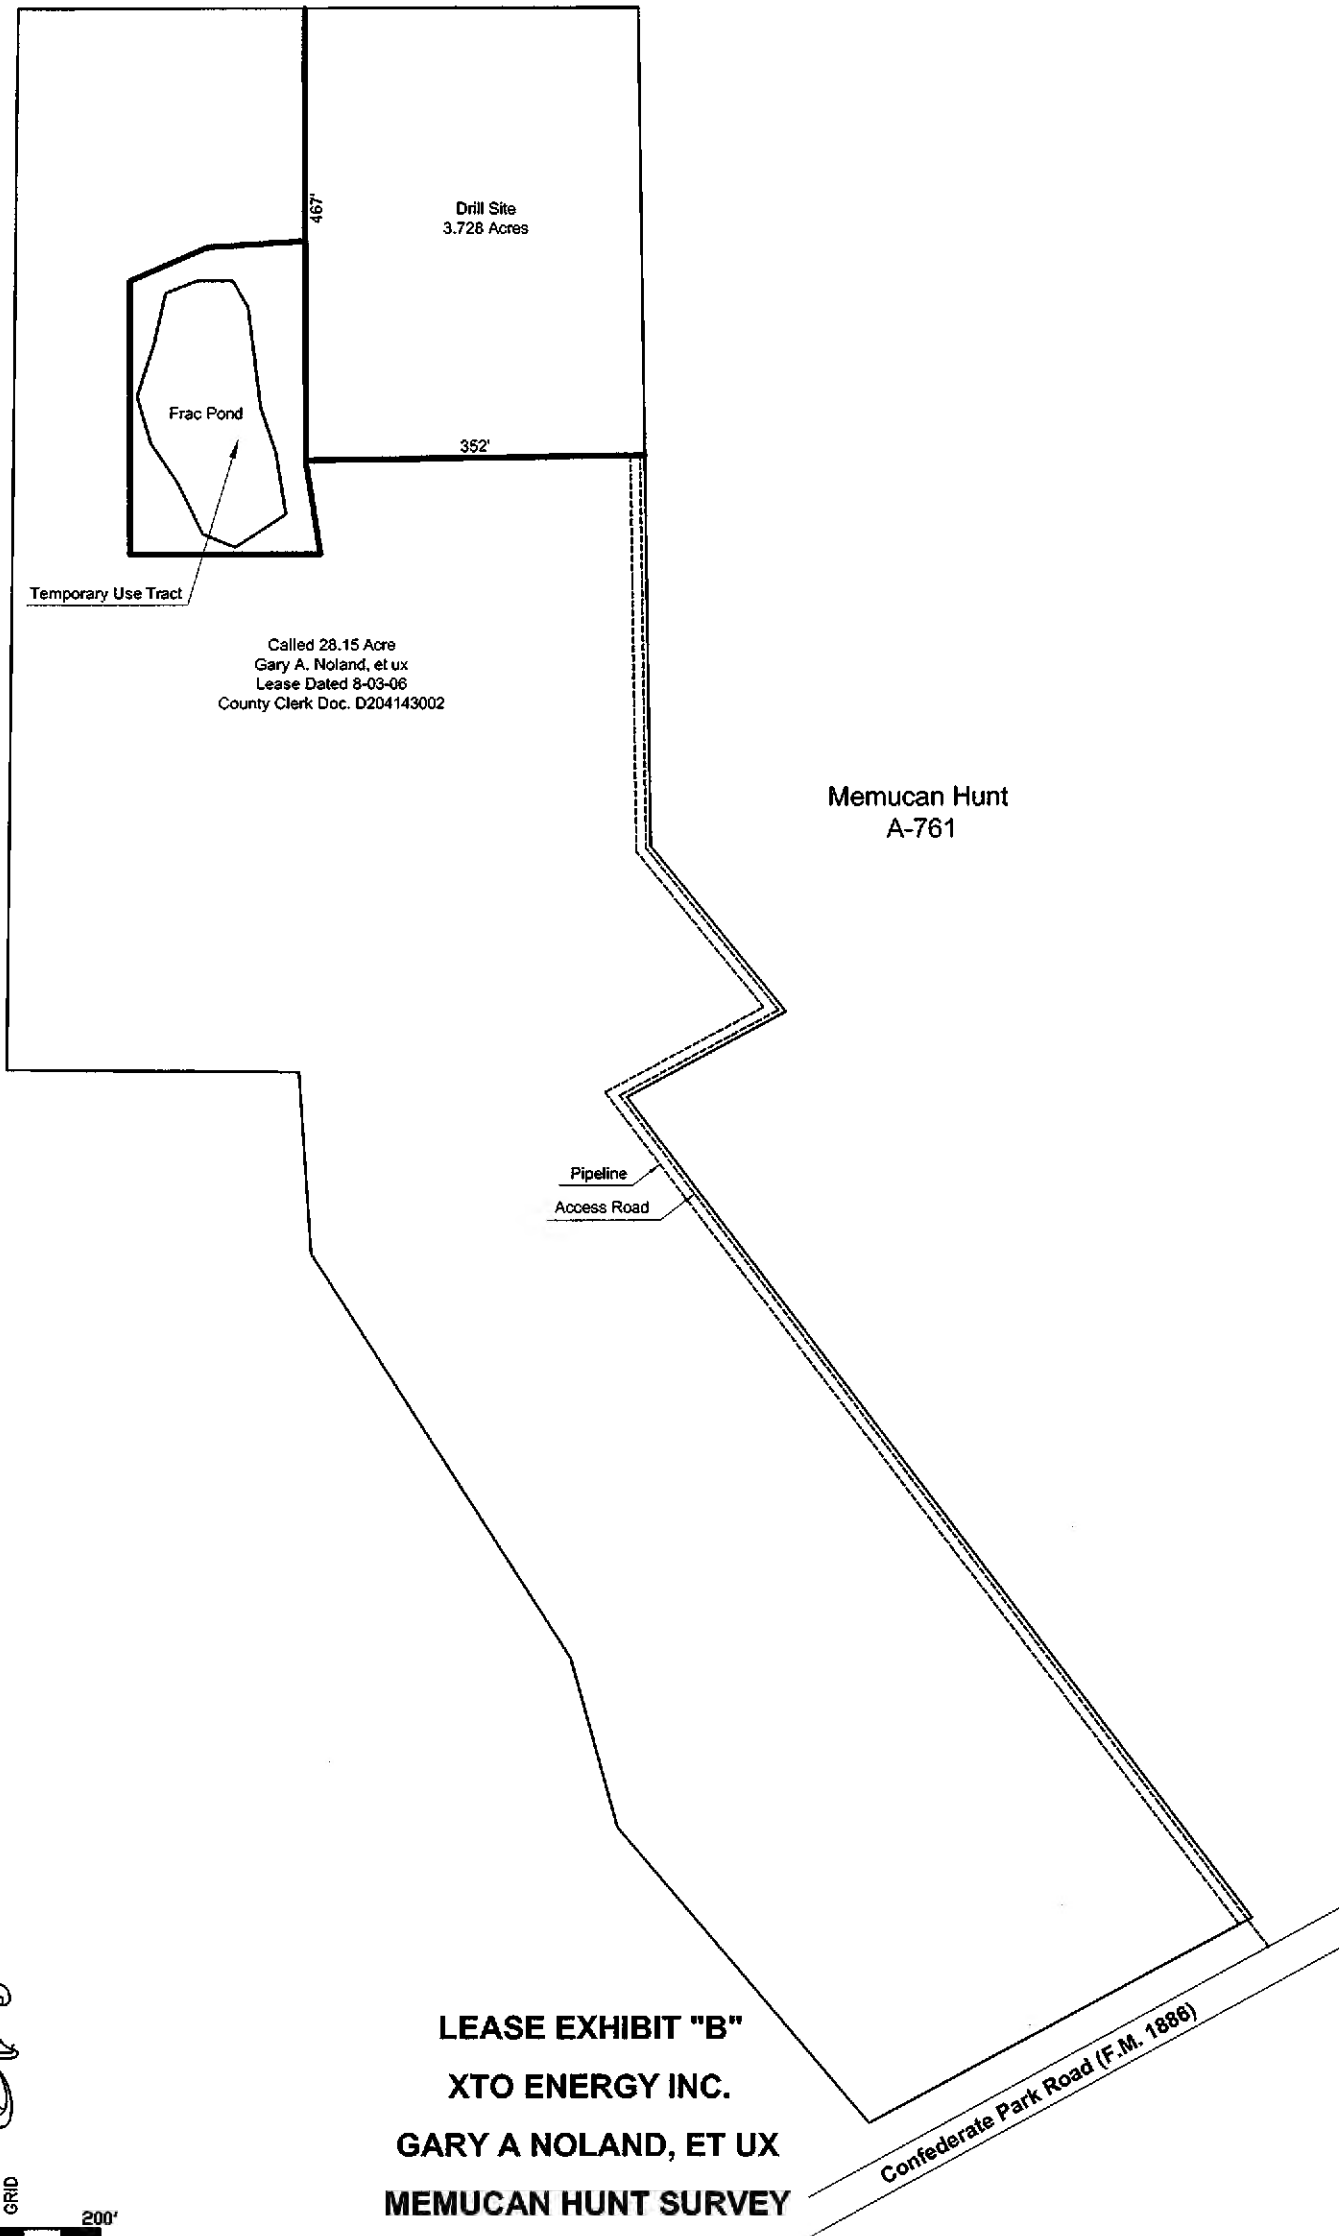 467'
Drill Site
3.728 Acres
Frac Pond
352'
Temporary Use Tract
Called 28.15 Acre
Gary A. Noland, et ux
Lease Dated 8-03-06
County Clerk Doc. D204143002
Memucan Hunt
A-761
Pipeline
Access Road
LEASE EXHIBIT "B"
XTO ENERGY INC.
GARY A NOLAND, ET UX
MEMUCAN HUNT SURVEY
Confederate Park Road (F.M. 1886)
GRID
200'